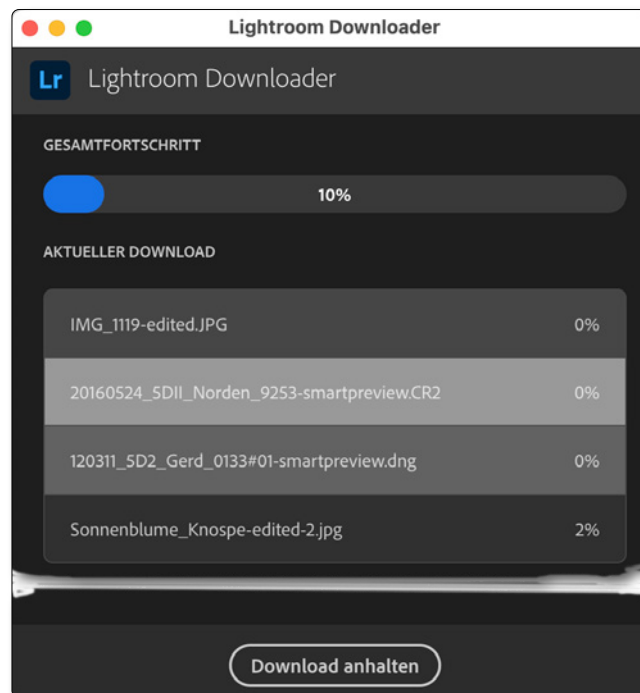 Lightroom Downloader
Lr Lightroom Downloader
GESAMTFORTSCHRITT
10%
AKTUELLER DOWNLOAD
IMG_1119-edited.JPG 0%
20160524_5DII_Norden_9253-smartpreview.CR2 0%
120311_5D2_Gerd_0133#01-smartpreview.dng 0%
Sonnenblume_Knospe-edited-2.jpg 2%
Download anhalten